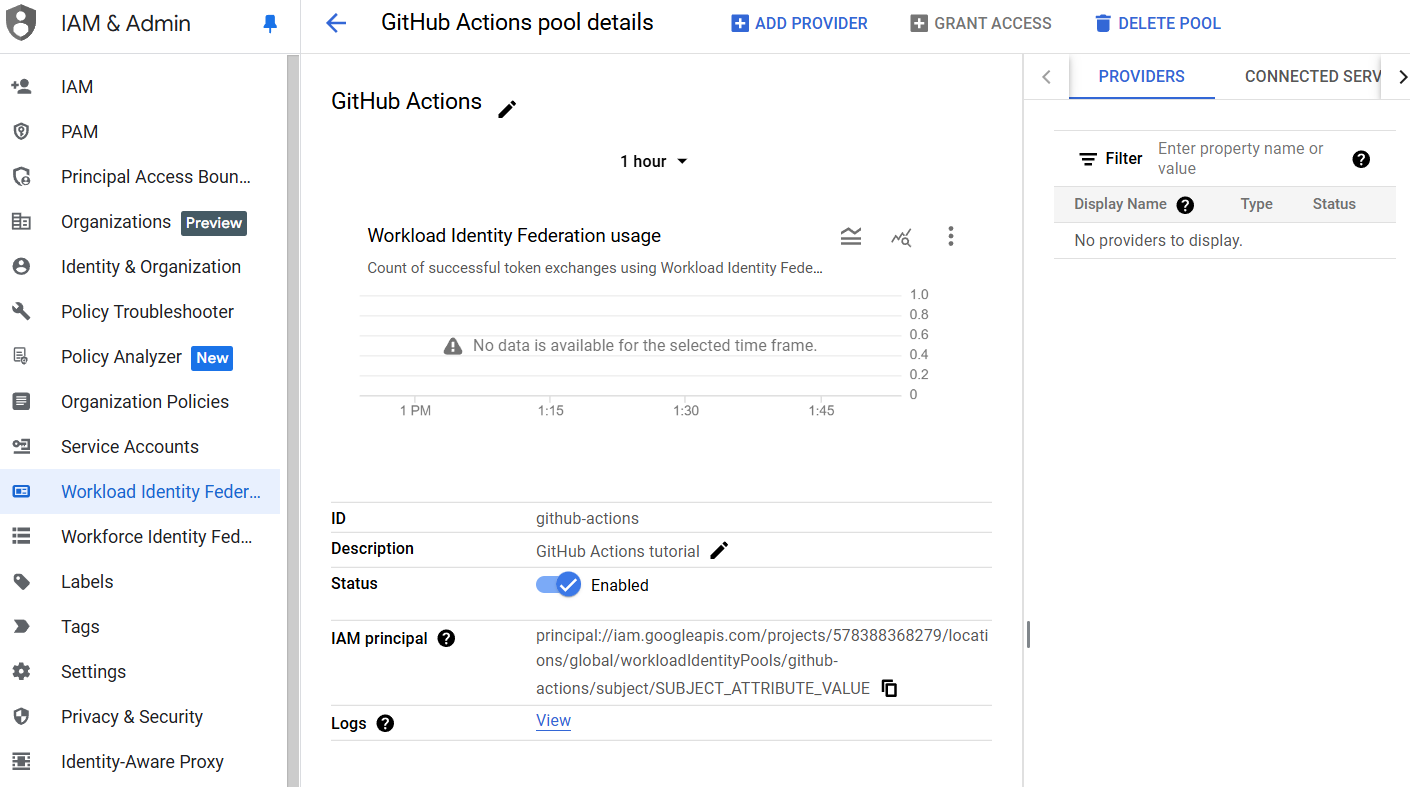 IAM & Admin
GitHub Actions pool details
ADD PROVIDER
GRANT ACCESS
DELETE POOL
IAM
PAM
Principal Access Boun...
Organizations Preview
Identity & Organization
Policy Troubleshooter
Policy Analyzer New
Organization Policies
Service Accounts
Workload Identity Feder...
Workforce Identity Fed...
Labels
Tags
Settings
Privacy & Security
Identity-Aware Proxy
GitHub Actions
1 hour
Workload Identity Federation usage
Count of successful token exchanges using Workload Identity Fede...
1.0
0.8
0.6
No data is available for the selected time frame.
0.4
0.2
0
1 PM 1:15 1:30 1:45
ID github-actions
Description GitHub Actions tutorial
Status Enabled
IAM principal principal://iam.googleapis.com/projects/578388368279/locati
ons/global/workloadIdentityPools/github-
actions/subject/SUBJECT_ATTRIBUTE_VALUE
Logs View
PROVIDERS CONNECTED SERV
Filter Enter property name or
value
Display Name Type Status
No providers to display.